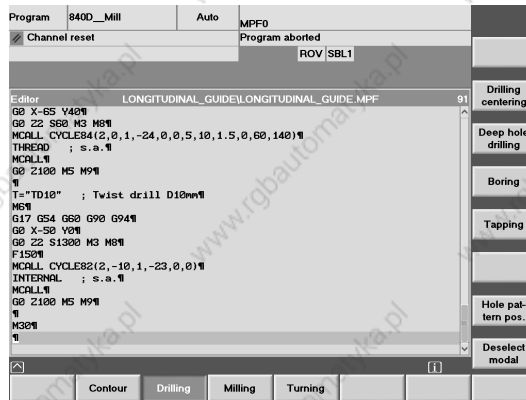 Program 840D__Mill Auto MPF0
Channel reset Program aborted
ROV SBL1
Editor LONGITUDINAL_GUIDE\LONGITUDINAL_GUIDE.MPF 91
G0 X-65 Y40¶
G0 Z2 S60 M3 M8¶
MCALL CYCLE84(2,0,1,-24,0,0,5,10,1.5,0,60,140)¶
THREAD ; s.a.¶
MCALL¶
G0 Z100 M5 M9¶
¶
T="TD10" ; Twist drill D10mm¶
M6¶
G17 G54 G60 G90 G94¶
G0 X-50 Y0¶
G0 Z2 S1300 M3 M8¶
F150¶
MCALL CYCLE82(2,-10,1,-23,0,0)¶
INTERNAL ; s.a.¶
MCALL¶
G0 Z100 M5 M9¶
¶
M30¶
¶
Drilling
centering
Deep hole
drilling
Boring
Tapping
Hole pat-
tern pos.
Deselect
modal
Contour Drilling Milling Turning
www.rgbautomatyka.pl